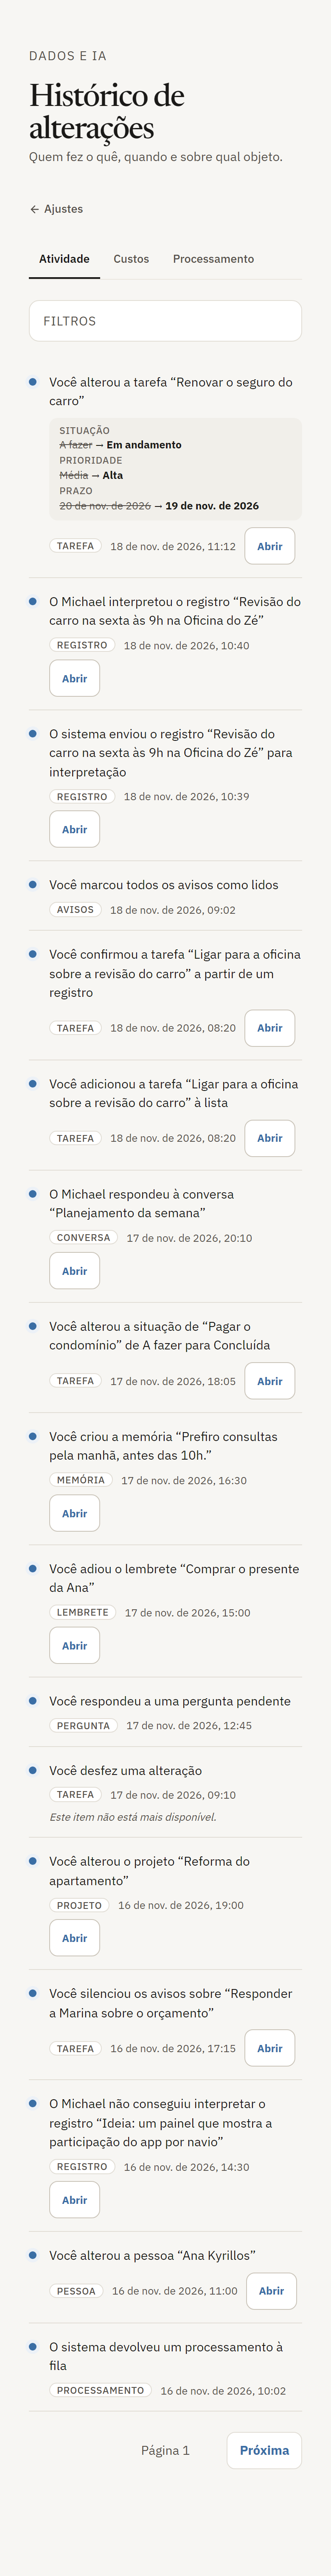 DADOS E IA
Histórico de
alterações
Quem fez o quê, quando e sobre qual objeto.
← Ajustes
Atividade Custos Processamento
FILTROS
Você alterou a tarefa “Renovar o seguro do
carro”
SITUAÇÃO
A fazer → Em andamento
PRIORIDADE
Média → Alta
PRAZO
20 de nov. de 2026 → 19 de nov. de 2026
TAREFA 18 de nov. de 2026, 11:12 Abrir
O Michael interpretou o registro “Revisão do
carro na sexta às 9h na Oficina do Zé”
REGISTRO 18 de nov. de 2026, 10:40
Abrir
O sistema enviou o registro “Revisão do
carro na sexta às 9h na Oficina do Zé” para
interpretação
REGISTRO 18 de nov. de 2026, 10:39
Abrir
Você marcou todos os avisos como lidos
AVISOS 18 de nov. de 2026, 09:02
Você confirmou a tarefa “Ligar para a oficina
sobre a revisão do carro” a partir de um
registro
TAREFA 18 de nov. de 2026, 08:20 Abrir
Você adicionou a tarefa “Ligar para a oficina
sobre a revisão do carro” à lista
TAREFA 18 de nov. de 2026, 08:20 Abrir
O Michael respondeu à conversa
“Planejamento da semana”
CONVERSA 17 de nov. de 2026, 20:10
Abrir
Você alterou a situação de “Pagar o
condomínio” de A fazer para Concluída
TAREFA 17 de nov. de 2026, 18:05 Abrir
Você criou a memória “Prefiro consultas
pela manhã, antes das 10h.”
MEMÓRIA 17 de nov. de 2026, 16:30
Abrir
Você adiou o lembrete “Comprar o presente
da Ana”
LEMBRETE 17 de nov. de 2026, 15:00
Abrir
Você respondeu a uma pergunta pendente
PERGUNTA 17 de nov. de 2026, 12:45
Você desfez uma alteração
TAREFA 17 de nov. de 2026, 09:10
Este item não está mais disponível.
Você alterou o projeto “Reforma do
apartamento”
PROJETO 16 de nov. de 2026, 19:00
Abrir
Você silenciou os avisos sobre “Responder
a Marina sobre o orçamento”
TAREFA 16 de nov. de 2026, 17:15 Abrir
O Michael não conseguiu interpretar o
registro “Ideia: um painel que mostra a
participação do app por navio”
REGISTRO 16 de nov. de 2026, 14:30
Abrir
Você alterou a pessoa “Ana Kyrillos”
PESSOA 16 de nov. de 2026, 11:00 Abrir
O sistema devolveu um processamento à
fila
PROCESSAMENTO 16 de nov. de 2026, 10:02
Página 1 Próxima